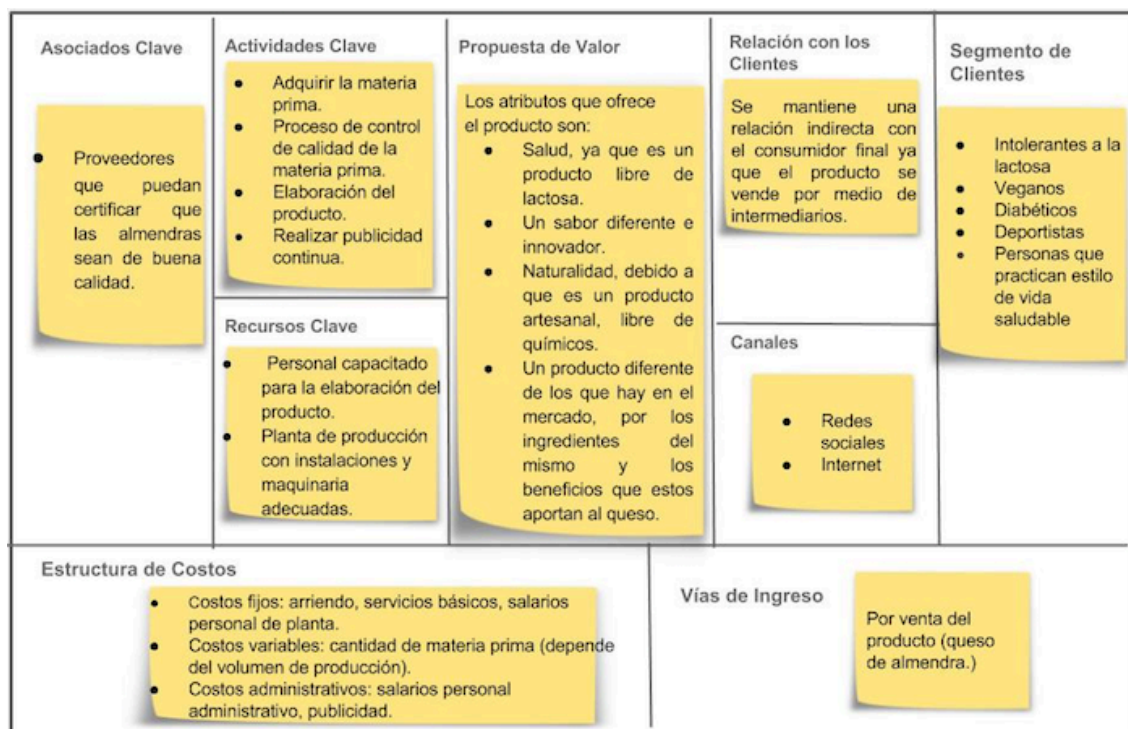 Asociados Clave
● Proveedores
que puedan
certificar que
las almendras
sean de buena
calidad.
Actividades Clave
● Adquirir la materia
prima.
● Proceso de control
de calidad de la
materia prima.
● Elaboración del
producto.
● Realizar publicidad
continua.
Recursos Clave
● Personal capacitado
para la elaboración del
producto.
● Planta de producción
con instalaciones y
maquinaria
adecuadas.
Propuesta de Valor
Los atributos que ofrece
el producto son:
● Salud, ya que es un
producto libre de
lactosa.
● Un sabor diferente e
innovador.
● Naturalidad, debido a
que es un producto
artesanal, libre de
químicos.
● Un producto diferente
de los que hay en el
mercado, por los
ingredientes del
mismo y los
beneficios que estos
aportan al queso.
Relación con los
Clientes
Se mantiene una
relación indirecta con
el consumidor final ya
que el producto se
vende por medio de
intermediarios.
Canales
● Redes
sociales
● Internet
Segmento de
Clientes
● Intolerantes a la
lactosa
● Veganos
● Diabéticos
● Deportistas
● Personas que
practican estilo
de vida
saludable
Estructura de Costos
● Costos fijos: arriendo, servicios básicos, salarios
personal de planta.
● Costos variables: cantidad de materia prima (depende
del volumen de producción).
● Costos administrativos: salarios personal
administrativo, publicidad.
Vías de Ingreso
Por venta del
producto (queso
de almendra.)